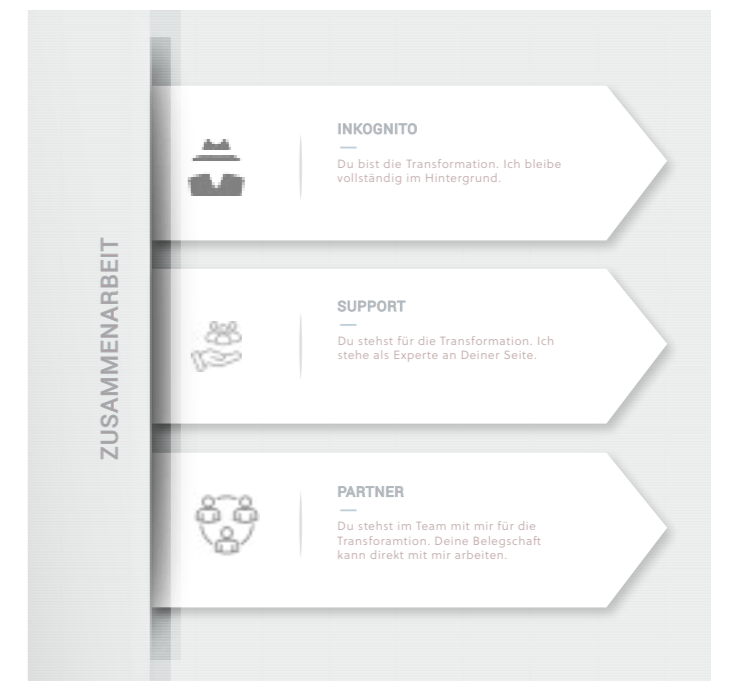 ZUSAMMENARBEIT
INKOGNITO
Du bist die Transformation. Ich bleibe
vollständig im Hintergrund.
SUPPORT
Du stehst für die Transformation. Ich
stehe als Experte an Deiner Seite.
PARTNER
Du stehst im Team mit mir für die
Transforamtion. Deine Belegschaft
kann direkt mit mir arbeiten.